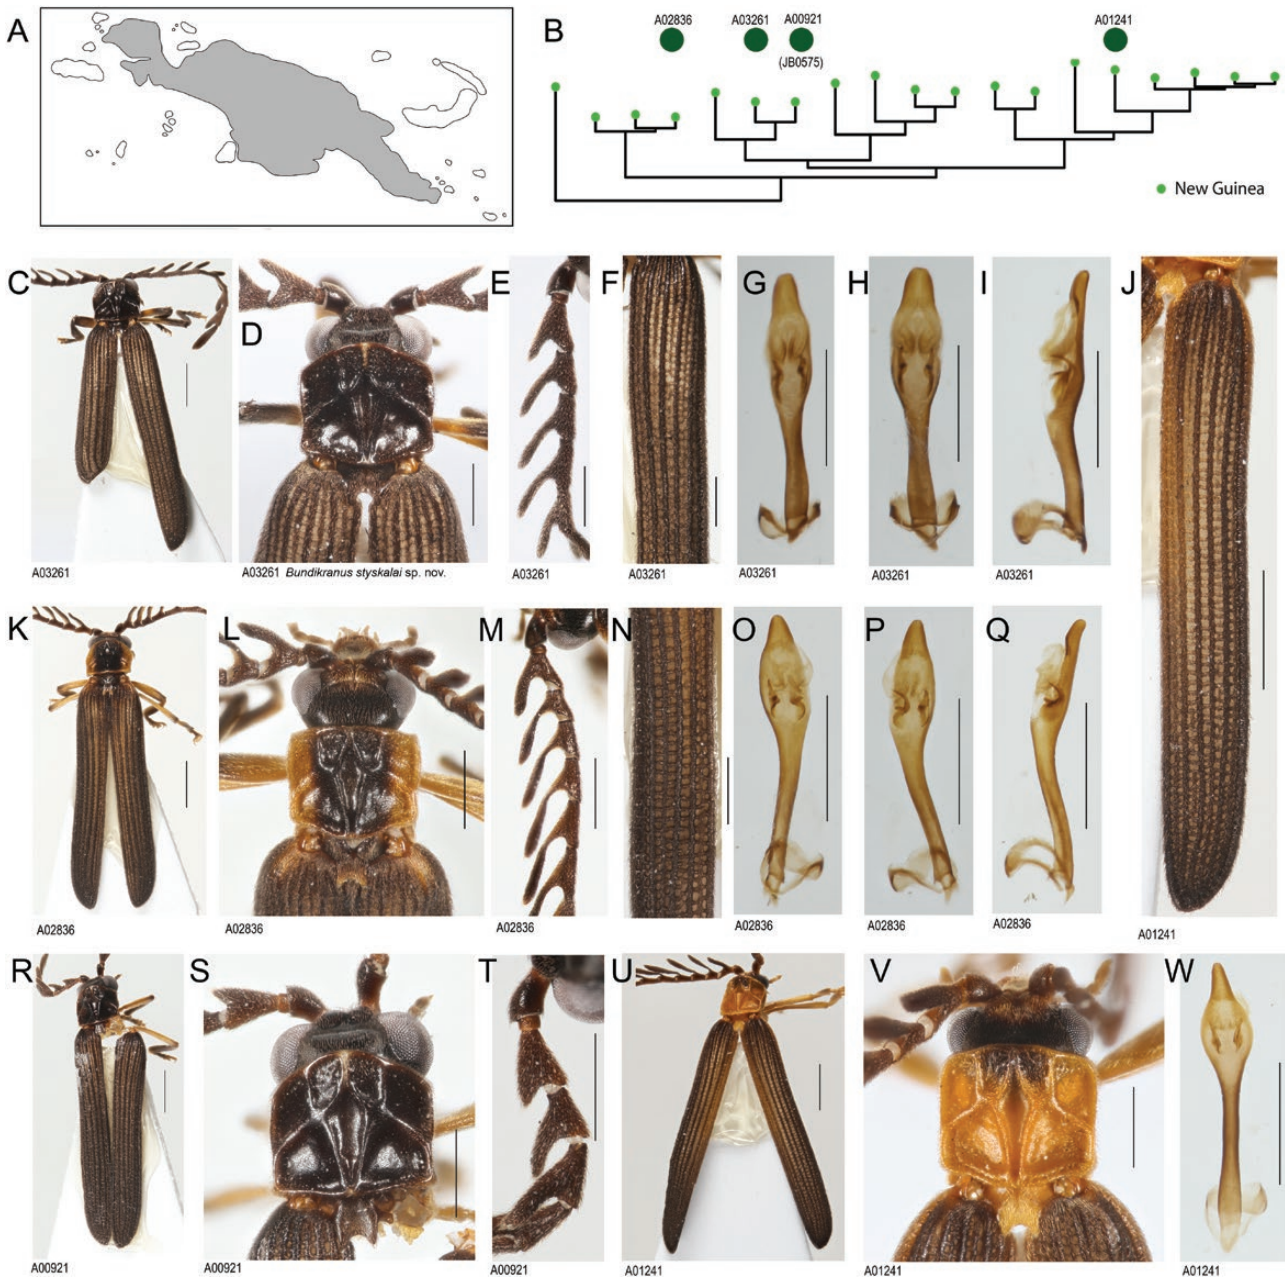 A
B
A02836
A03261
A00921
(JB0575)
A01241
New Guinea
C
D
E
F
G
H
I
J
A03261
A03261 Bundikranus styskalai sp. nov.
A03261
A03261
A03261
A03261
A03261
K
L
M
N
O
P
Q
A02836
A02836
A02836
A02836
A02836
A02836
A01241
R
S
T
U
V
W
A00921
A00921
A00921
A01241
A01241
A01241